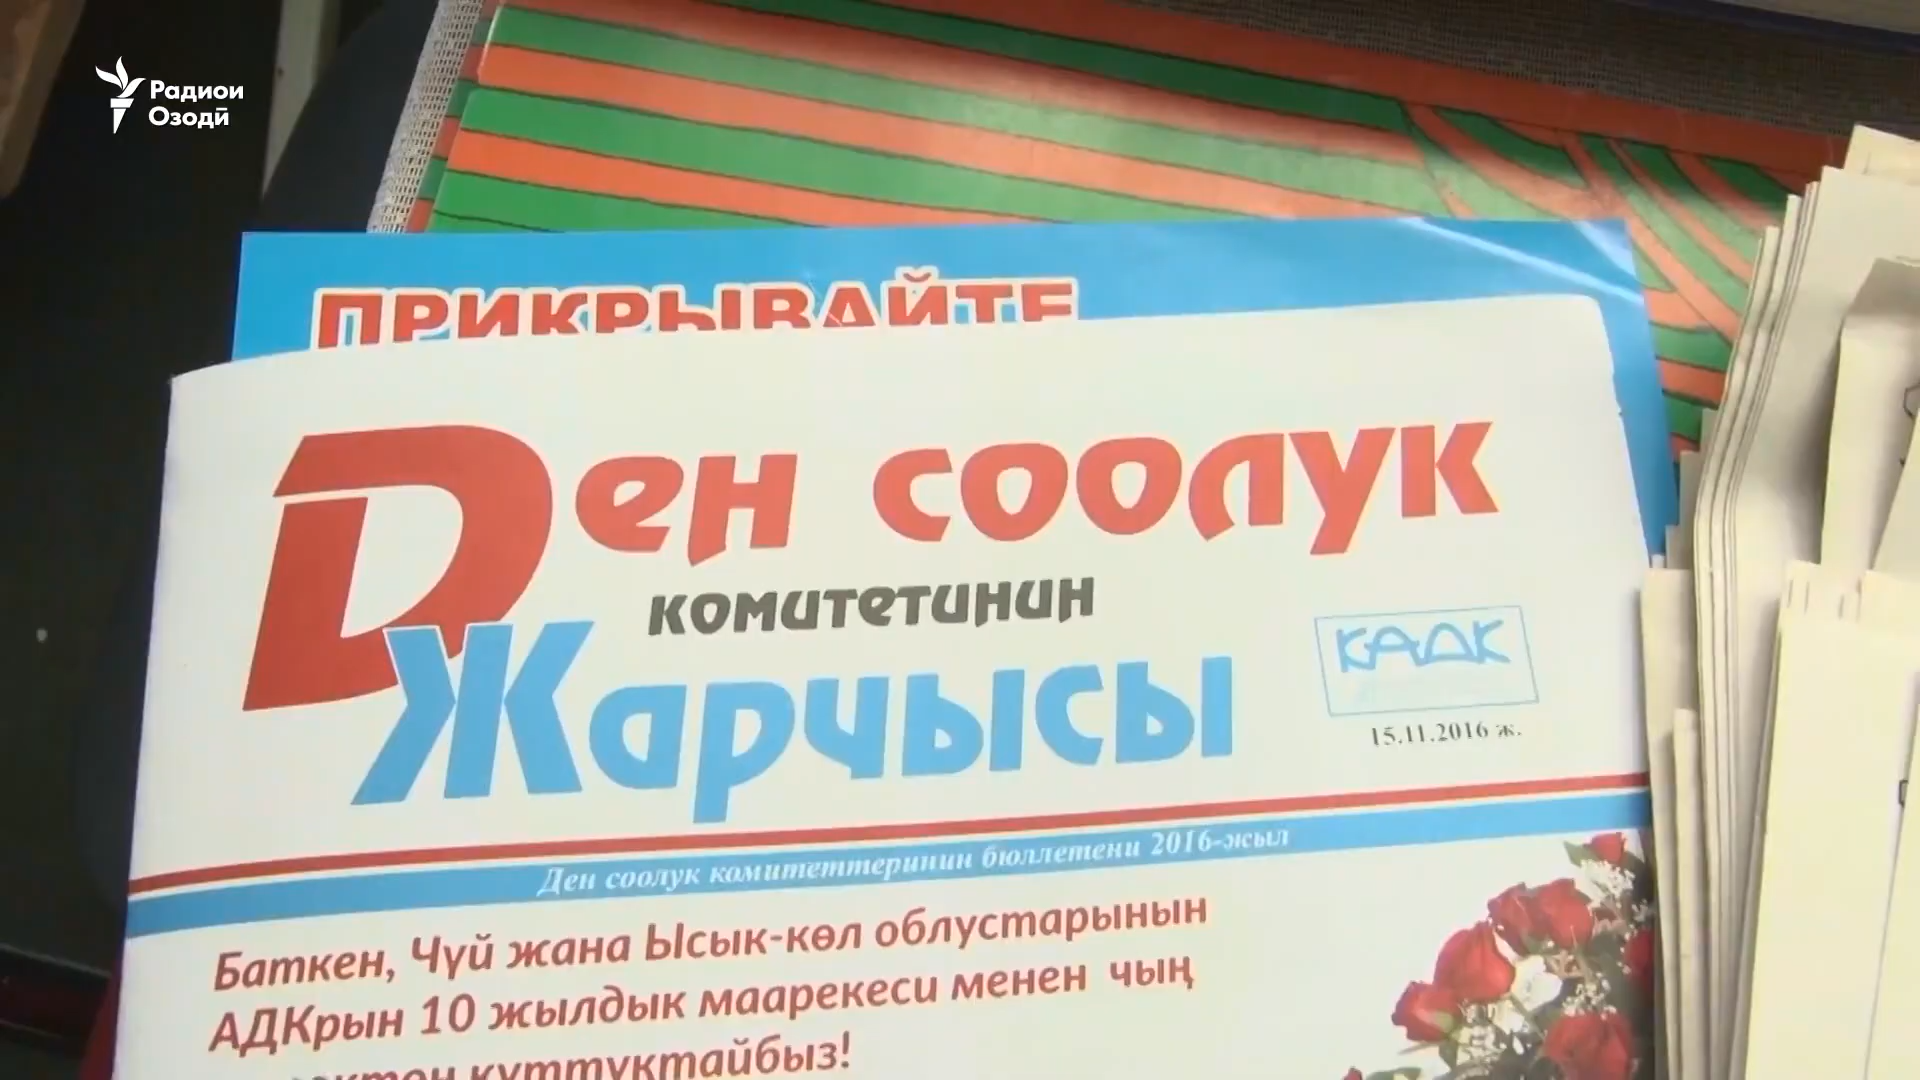 Радиои
Озодӣ
ПРИКРЫВАЙТЕ
Ден соолук
комитетинин
Жарчысы
КАДК
15.11.2016 ж.
Ден соолук комитеттеринин бюллетени 2016-жыл
Баткен, Чүй жана Ысык-көл облустарынын
АДКрын 10 жылдык маарекеси менен чың
куттуктайбыз!